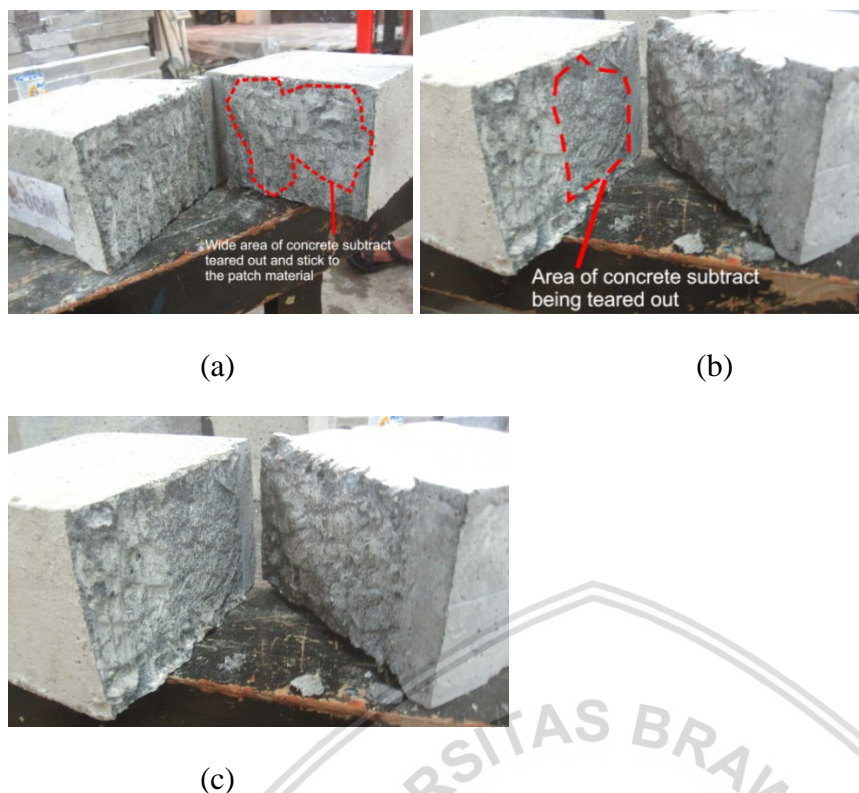 Wide area of concrete subtract
teared out and stick to
the patch material
Area of concrete subtract
being teared out
(a)
(b)
(c)
RSITAS BRAW